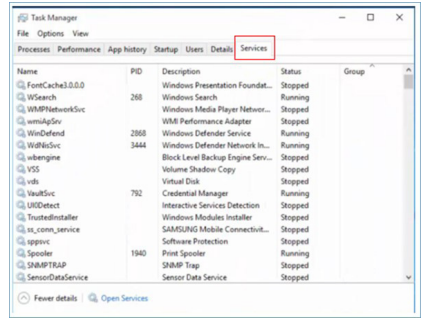 Task Manager
File Options View
Processes Performance App history Startup Users Details Services
Name PID Description Status Group
FontCache3.0.0.0 Windows Presentation Foundat... Stopped
WSearch 268 Windows Search Running
WMPNetworkSvc Windows Media Player Networ... Stopped
wmiApSrv WMI Performance Adapter Stopped
WinDefend 2868 Windows Defender Service Running
WdNisSvc 3444 Windows Defender Network In... Running
wbengine Block Level Backup Engine Serv... Stopped
VSS Volume Shadow Copy Stopped
vds Virtual Disk Stopped
VaultSvc 792 Credential Manager Running
UI0Detect Interactive Services Detection Stopped
TrustedInstaller Windows Modules Installer Stopped
ss_conn_service SAMSUNG Mobile Connectivit... Stopped
sppsvc Software Protection Stopped
Spooler 1940 Print Spooler Running
SNMPTRAP SNMP Trap Stopped
SensorDataService Sensor Data Service Stopped
Fewer details Open Services